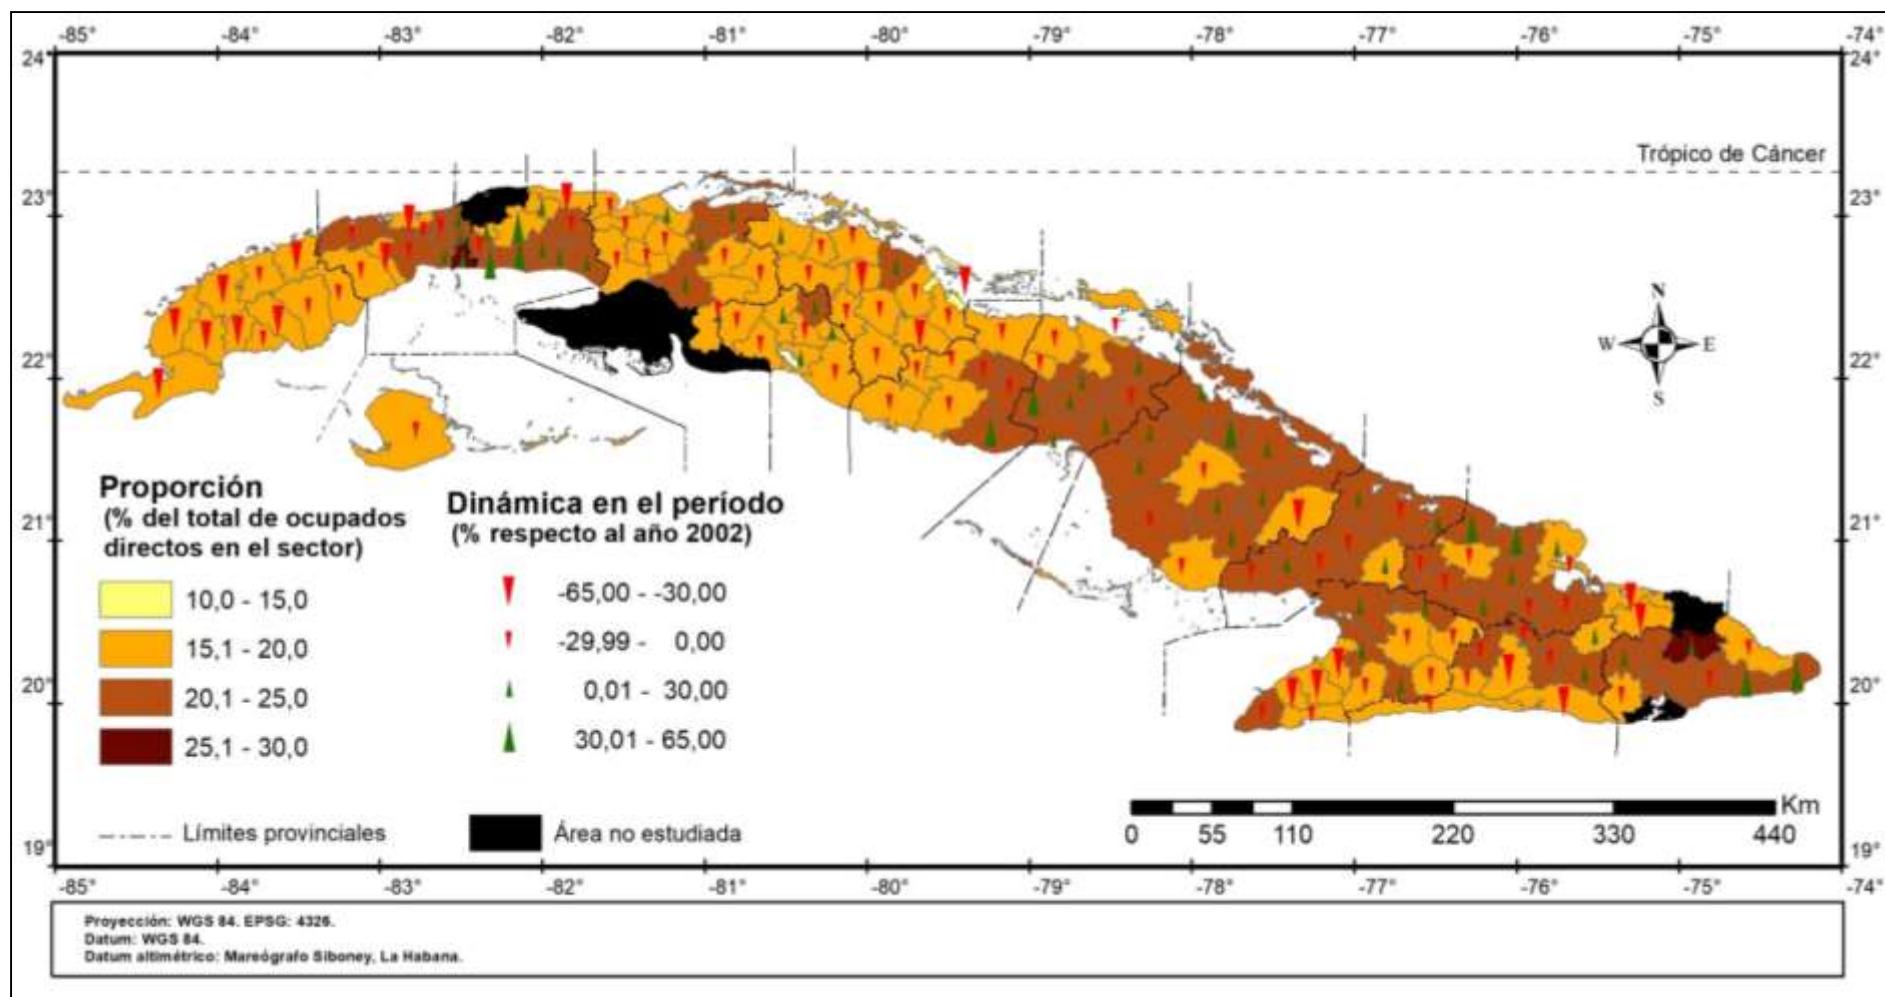 -85° -84° -83° -82° -81° -80° -79° -78° -77° -76° -75° -74°
24° 24°
Trópico de Cáncer
23° 23°
N
W E
S
22° 22°
Proporción
(% del total de ocupados
directos en el sector)
10,0 - 15,0
15,1 - 20,0
20,1 - 25,0
25,1 - 30,0
Límites provinciales
Dinámica en el período
(% respecto al año 2002)
-65,00 - -30,00
-29,99 - 0,00
0,01 - 30,00
30,01 - 65,00
Área no estudiada
21° 21°
20° 20°
Km
0 55 110 220 330 440
19° 19°
-85° -84° -83° -82° -81° -80° -79° -78° -77° -76° -75° -74°
Proyección: WGS 84. EPSG: 4326.
Datum: WGS 84.
Datum altimétrico: Mareógrafo Siboney, La Habana.